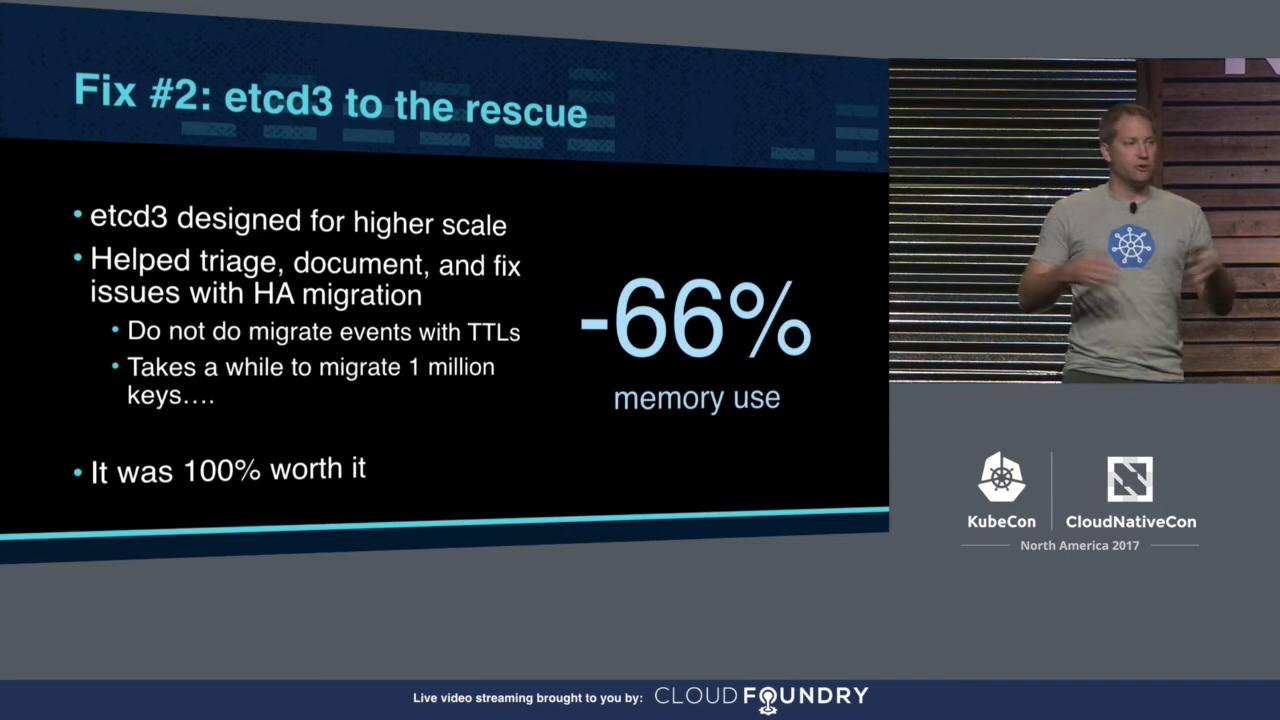 Fix #2: etcd3 to the rescue
• etcd3 designed for higher scale
• Helped triage, document, and fix
issues with HA migration
• Do not do migrate events with TTLs
• Takes a while to migrate 1 million
keys….
• It was 100% worth it
-66%
memory use
KubeCon
CloudNativeCon
North America 2017
Live video streaming brought to you by: CLOUD FOUNDRY